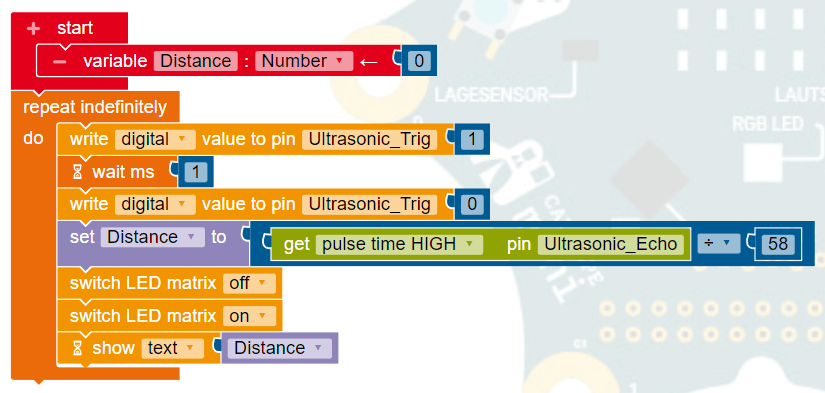 + start
− variable Distance : Number ▾ ← 0
LAGESENSOR
repeat indefinitely
RGB LED
do write digital ▾ value to pin Ultrasonic_Trig 1
wait ms 1
write digital ▾ value to pin Ultrasonic_Trig 0
set Distance ▾ to get pulse time HIGH ▾ pin Ultrasonic_Echo ÷ ▾ 58
switch LED matrix off ▾
switch LED matrix on ▾
show text ▾ Distance ▾
1